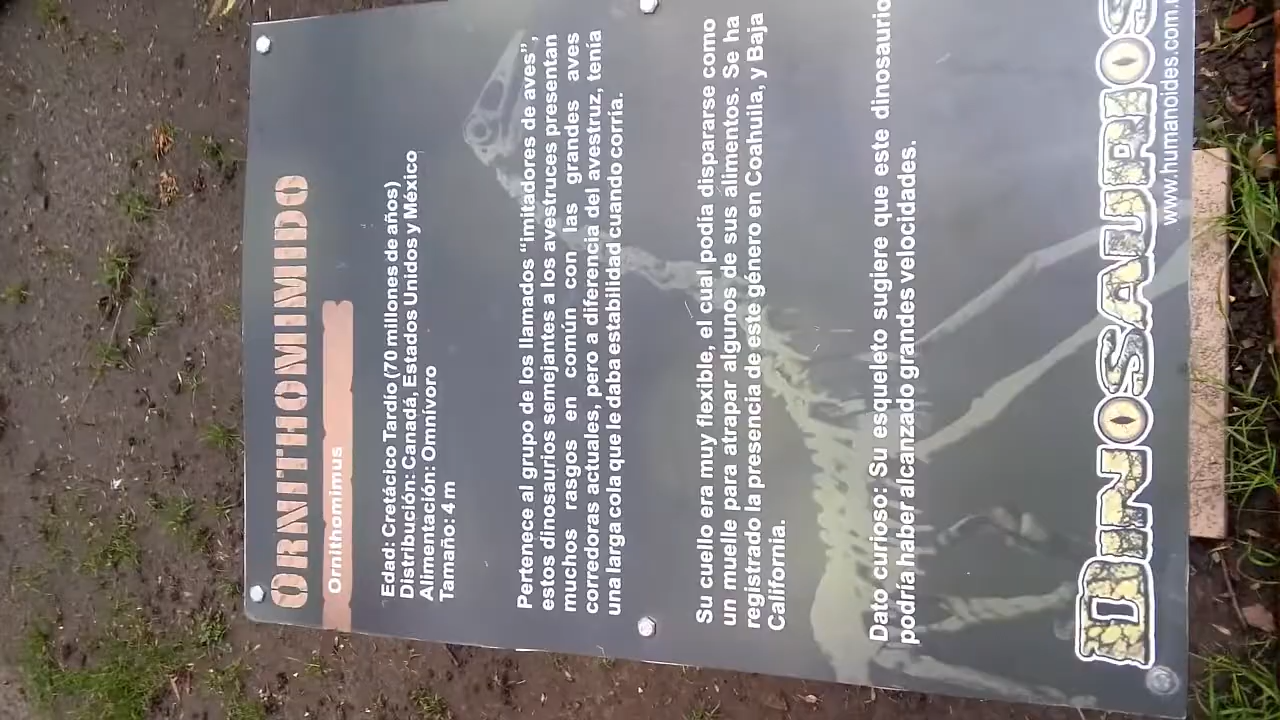 ORNITHOMIMIDO
Ornithomimus
Edad: Cretácico Tardío (70 millones de años)
Distribución: Canadá, Estados Unidos y México
Alimentación: Omnívoro
Tamaño: 4 m
Pertenece al grupo de los llamados “imitadores de aves”,
estos dinosaurios semejantes a los avestruces presentan
muchos rasgos en común con las grandes aves
corredoras actuales, pero a diferencia del avestruz, tenía
una larga cola que le daba estabilidad cuando corría.
Su cuello era muy flexible, el cual podía dispararse como
un muelle para atrapar algunos de sus alimentos. Se ha
registrado la presencia de este género en Coahuila, y Baja
California.
Dato curioso: Su esqueleto sugiere que este dinosaurio
podría haber alcanzado grandes velocidades.
DINOSAURIOS
www.humanoides.com.